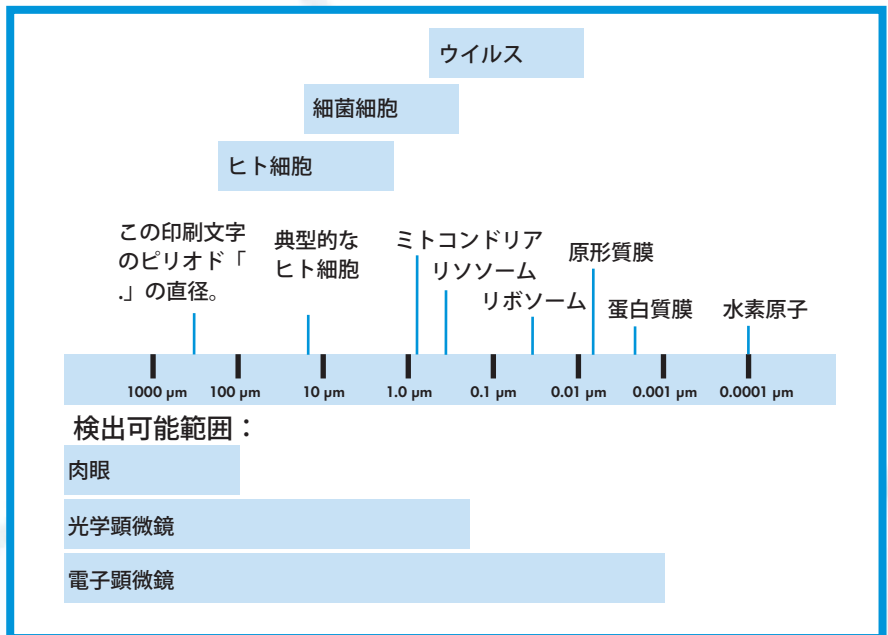 ウイルス
細菌細胞
ヒト細胞
この印刷文字
のピリオド「
.」の直径。
典型的な
ヒト細胞
ミトコンドリア
リソソーム
リボソーム
原形質膜
蛋白質膜
水素原子
1000 μm 100 μm 10 μm 1.0 μm 0.1 μm 0.01 μm 0.001 μm 0.0001 μm
検出可能範囲：
肉眼
光学顕微鏡
電子顕微鏡